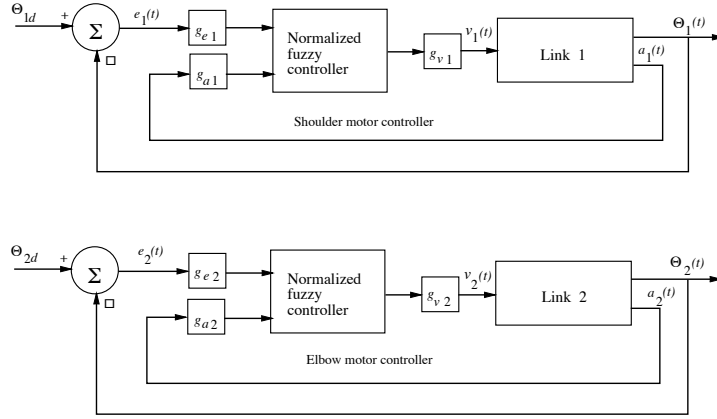 Θ1d
+
Σ
□
e1(t)
ge1
ga1
Normalized
fuzzy
controller
gv1
v1(t)
Link 1
Θ1(t)
a1(t)
Shoulder motor controller
Θ2d
+
Σ
□
e2(t)
ge2
ga2
Normalized
fuzzy
controller
gv2
v2(t)
Link 2
Θ2(t)
a2(t)
Elbow motor controller